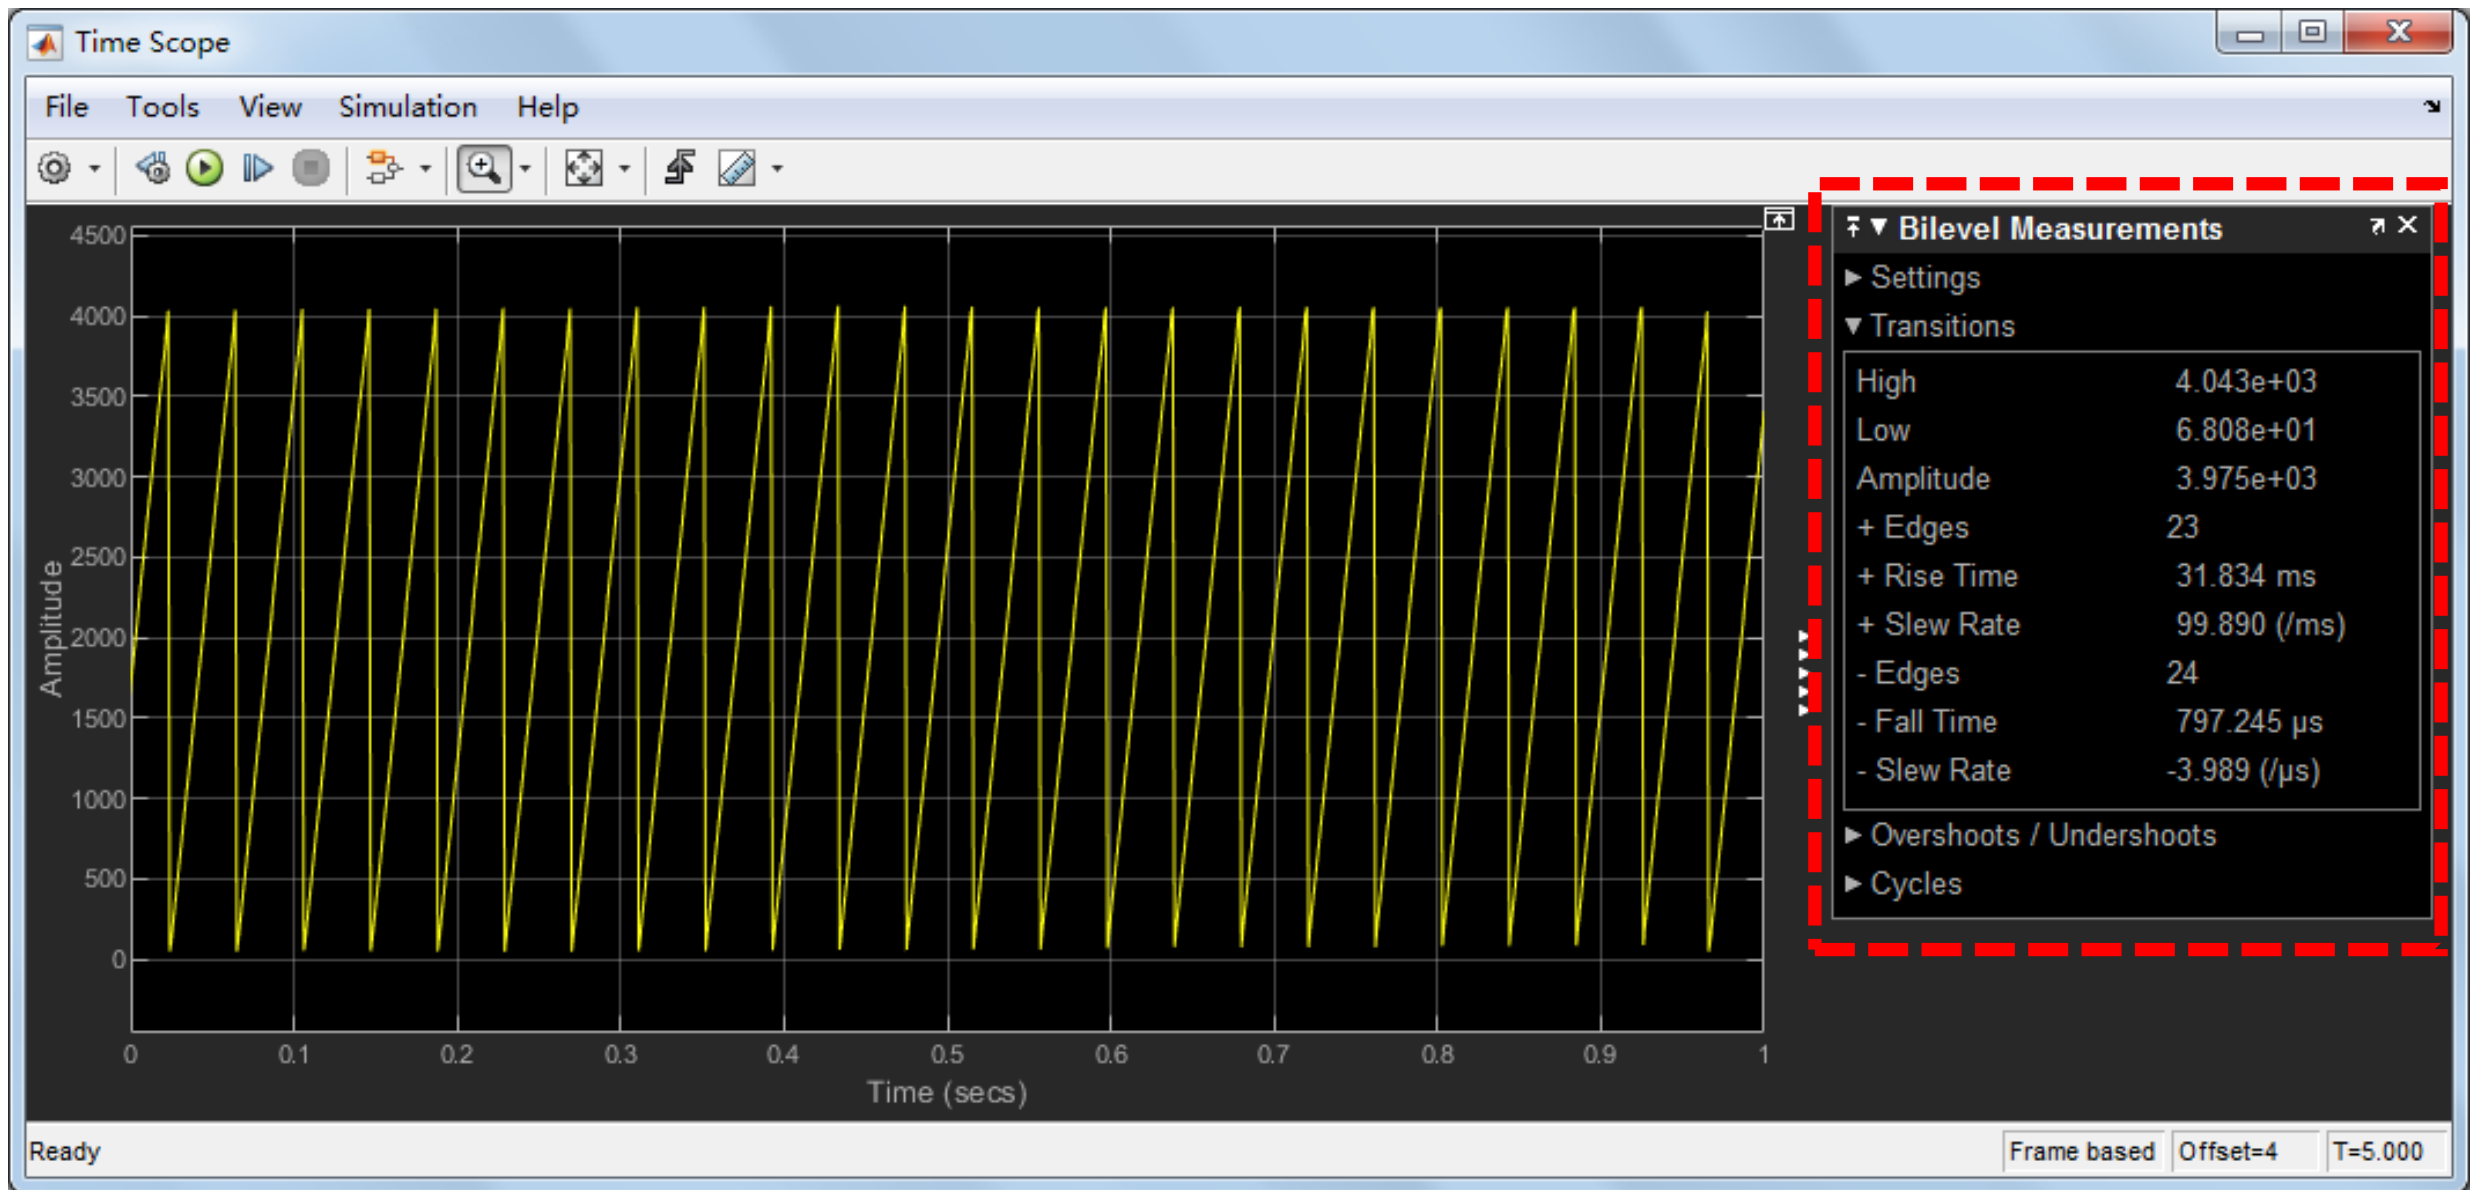 Time Scope
File Tools View Simulation Help
Bilevel Measurements
Settings
Transitions
High 4.043e+03
Low 6.808e+01
Amplitude 3.975e+03
+ Edges 23
+ Rise Time 31.834 ms
+ Slew Rate 99.890 (/ms)
- Edges 24
- Fall Time 797.245 µs
- Slew Rate -3.989 (/µs)
Overshoots / Undershoots
Cycles
4500
4000
3500
3000
2500
2000
1500
1000
500
0
Amplitude
0 0.1 0.2 0.3 0.4 0.5 0.6 0.7 0.8 0.9 1
Time (secs)
Ready Frame based Offset=4 T=5.000